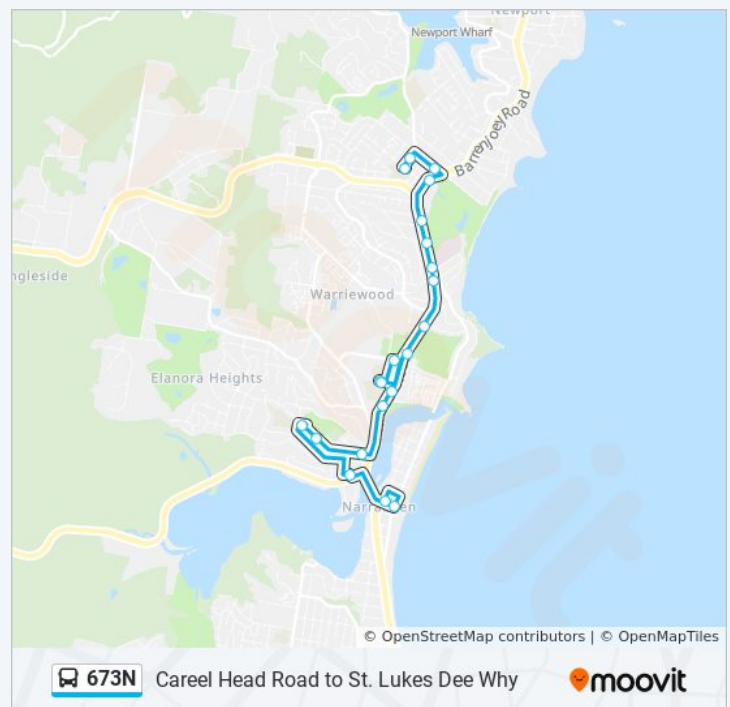 Newport
Newport Wharf
Barrenjoey Road
ngleside
Warriewood
Elanora Heights
Narrabeen
© OpenStreetMap contributors | © OpenMapTiles
673N Careel Head Road to St. Lukes Dee Why moovit